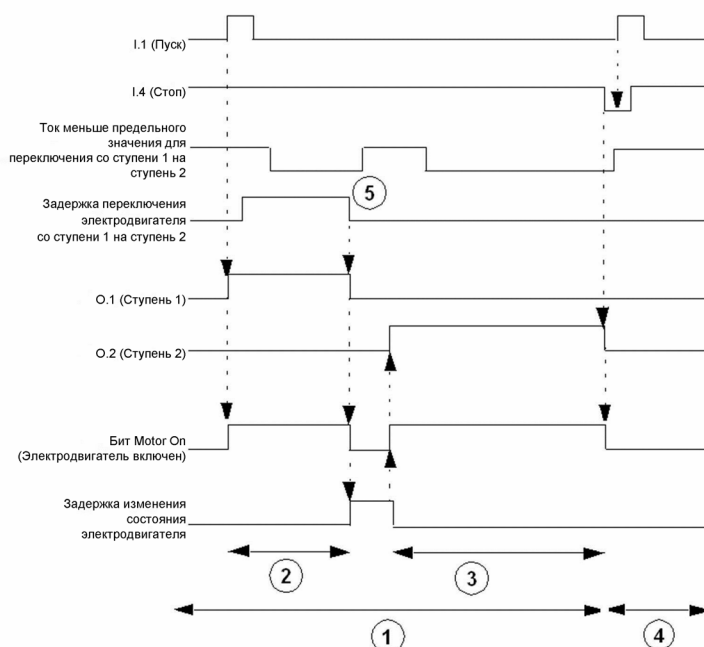 I.1 (Пуск)
I.4 (Стоп)
Ток меньше предельного
значения для
переключения со ступени 1 на
ступень 2
5
Задержка переключения
электродвигателя
со ступени 1 на ступень 2
O.1 (Ступень 1)
O.2 (Ступень 2)
Бит Motor On
(Электродвигатель включен)
Задержка изменения
состояния
электродвигателя
2
3
1
4